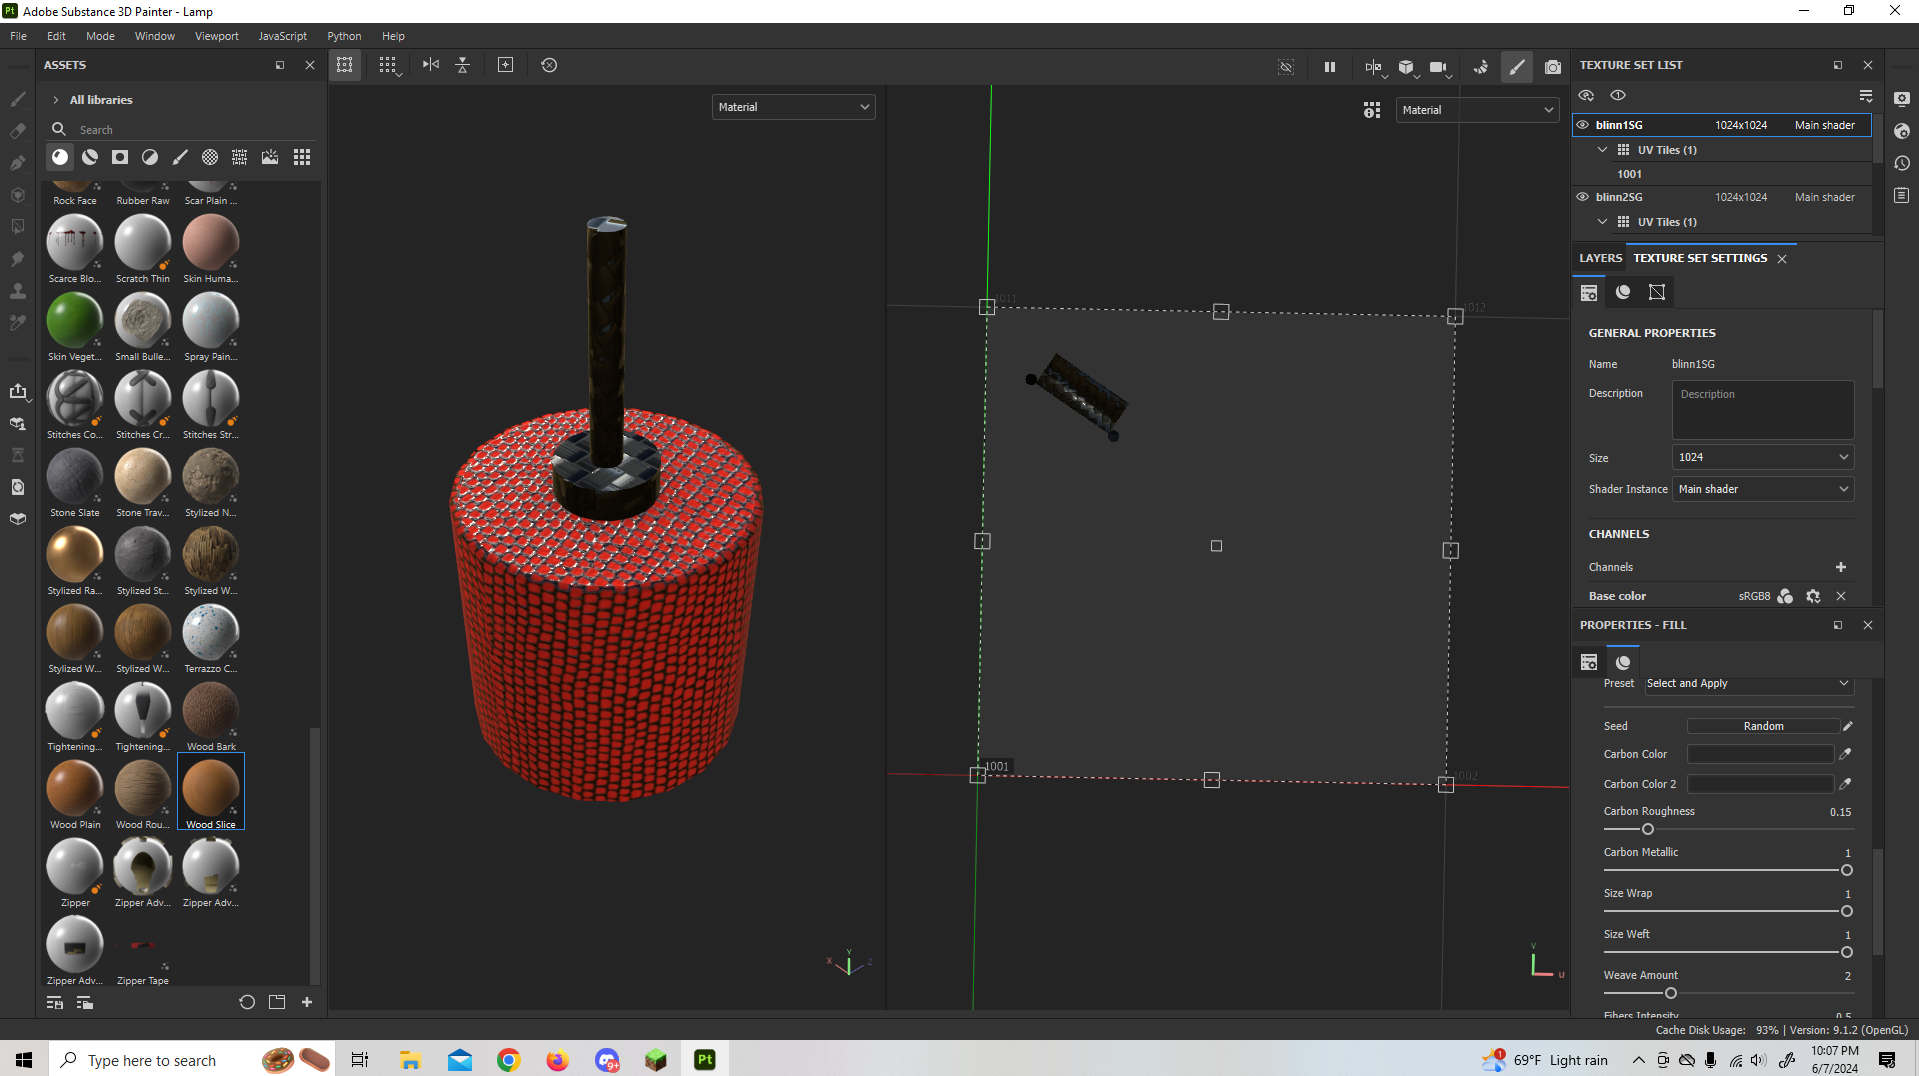 Pt Adobe Substance 3D Painter - Lamp
File Edit Mode Window Viewport JavaScript Python Help
ASSETS
All libraries
Search
Rock Face Rubber Raw Scar Plain ...
Scarce Blo... Scratch Thin Skin Huma...
Skin Veget... Small Bulle... Spray Pain...
Stitches Co... Stitches Cr... Stitches Str...
Stone Slate Stone Trav... Stylized N...
Stylized Ra... Stylized St... Stylized W...
Stylized W... Stylized W... Terrazzo C...
Tightening... Tightening... Wood Bark
Wood Plain Wood Rou... Wood Slice
Zipper Zipper Adv... Zipper Adv...
Zipper Adv... Zipper Tape
Material
X Y Z
Material
1011
1012
1001
1002
V
U
TEXTURE SET LIST
blinn1SG 1024x1024 Main shader
UV Tiles (1)
1001
blinn2SG 1024x1024 Main shader
UV Tiles (1)
LAYERS TEXTURE SET SETTINGS
GENERAL PROPERTIES
Name blinn1SG
Description Description
Size 1024
Shader Instance Main shader
CHANNELS
Channels
Base color sRGB8
PROPERTIES - FILL
Preset Select and Apply
Seed Random
Carbon Color
Carbon Color 2
Carbon Roughness 0.15
Carbon Metallic 1
Size Wrap 1
Size Weft 1
Weave Amount 2
Fibers Intensity 0.5
Cache Disk Usage: 93% | Version: 9.1.2 (OpenGL)
Type here to search
9+
Pt
1
69°F Light rain
10:07 PM
6/7/2024